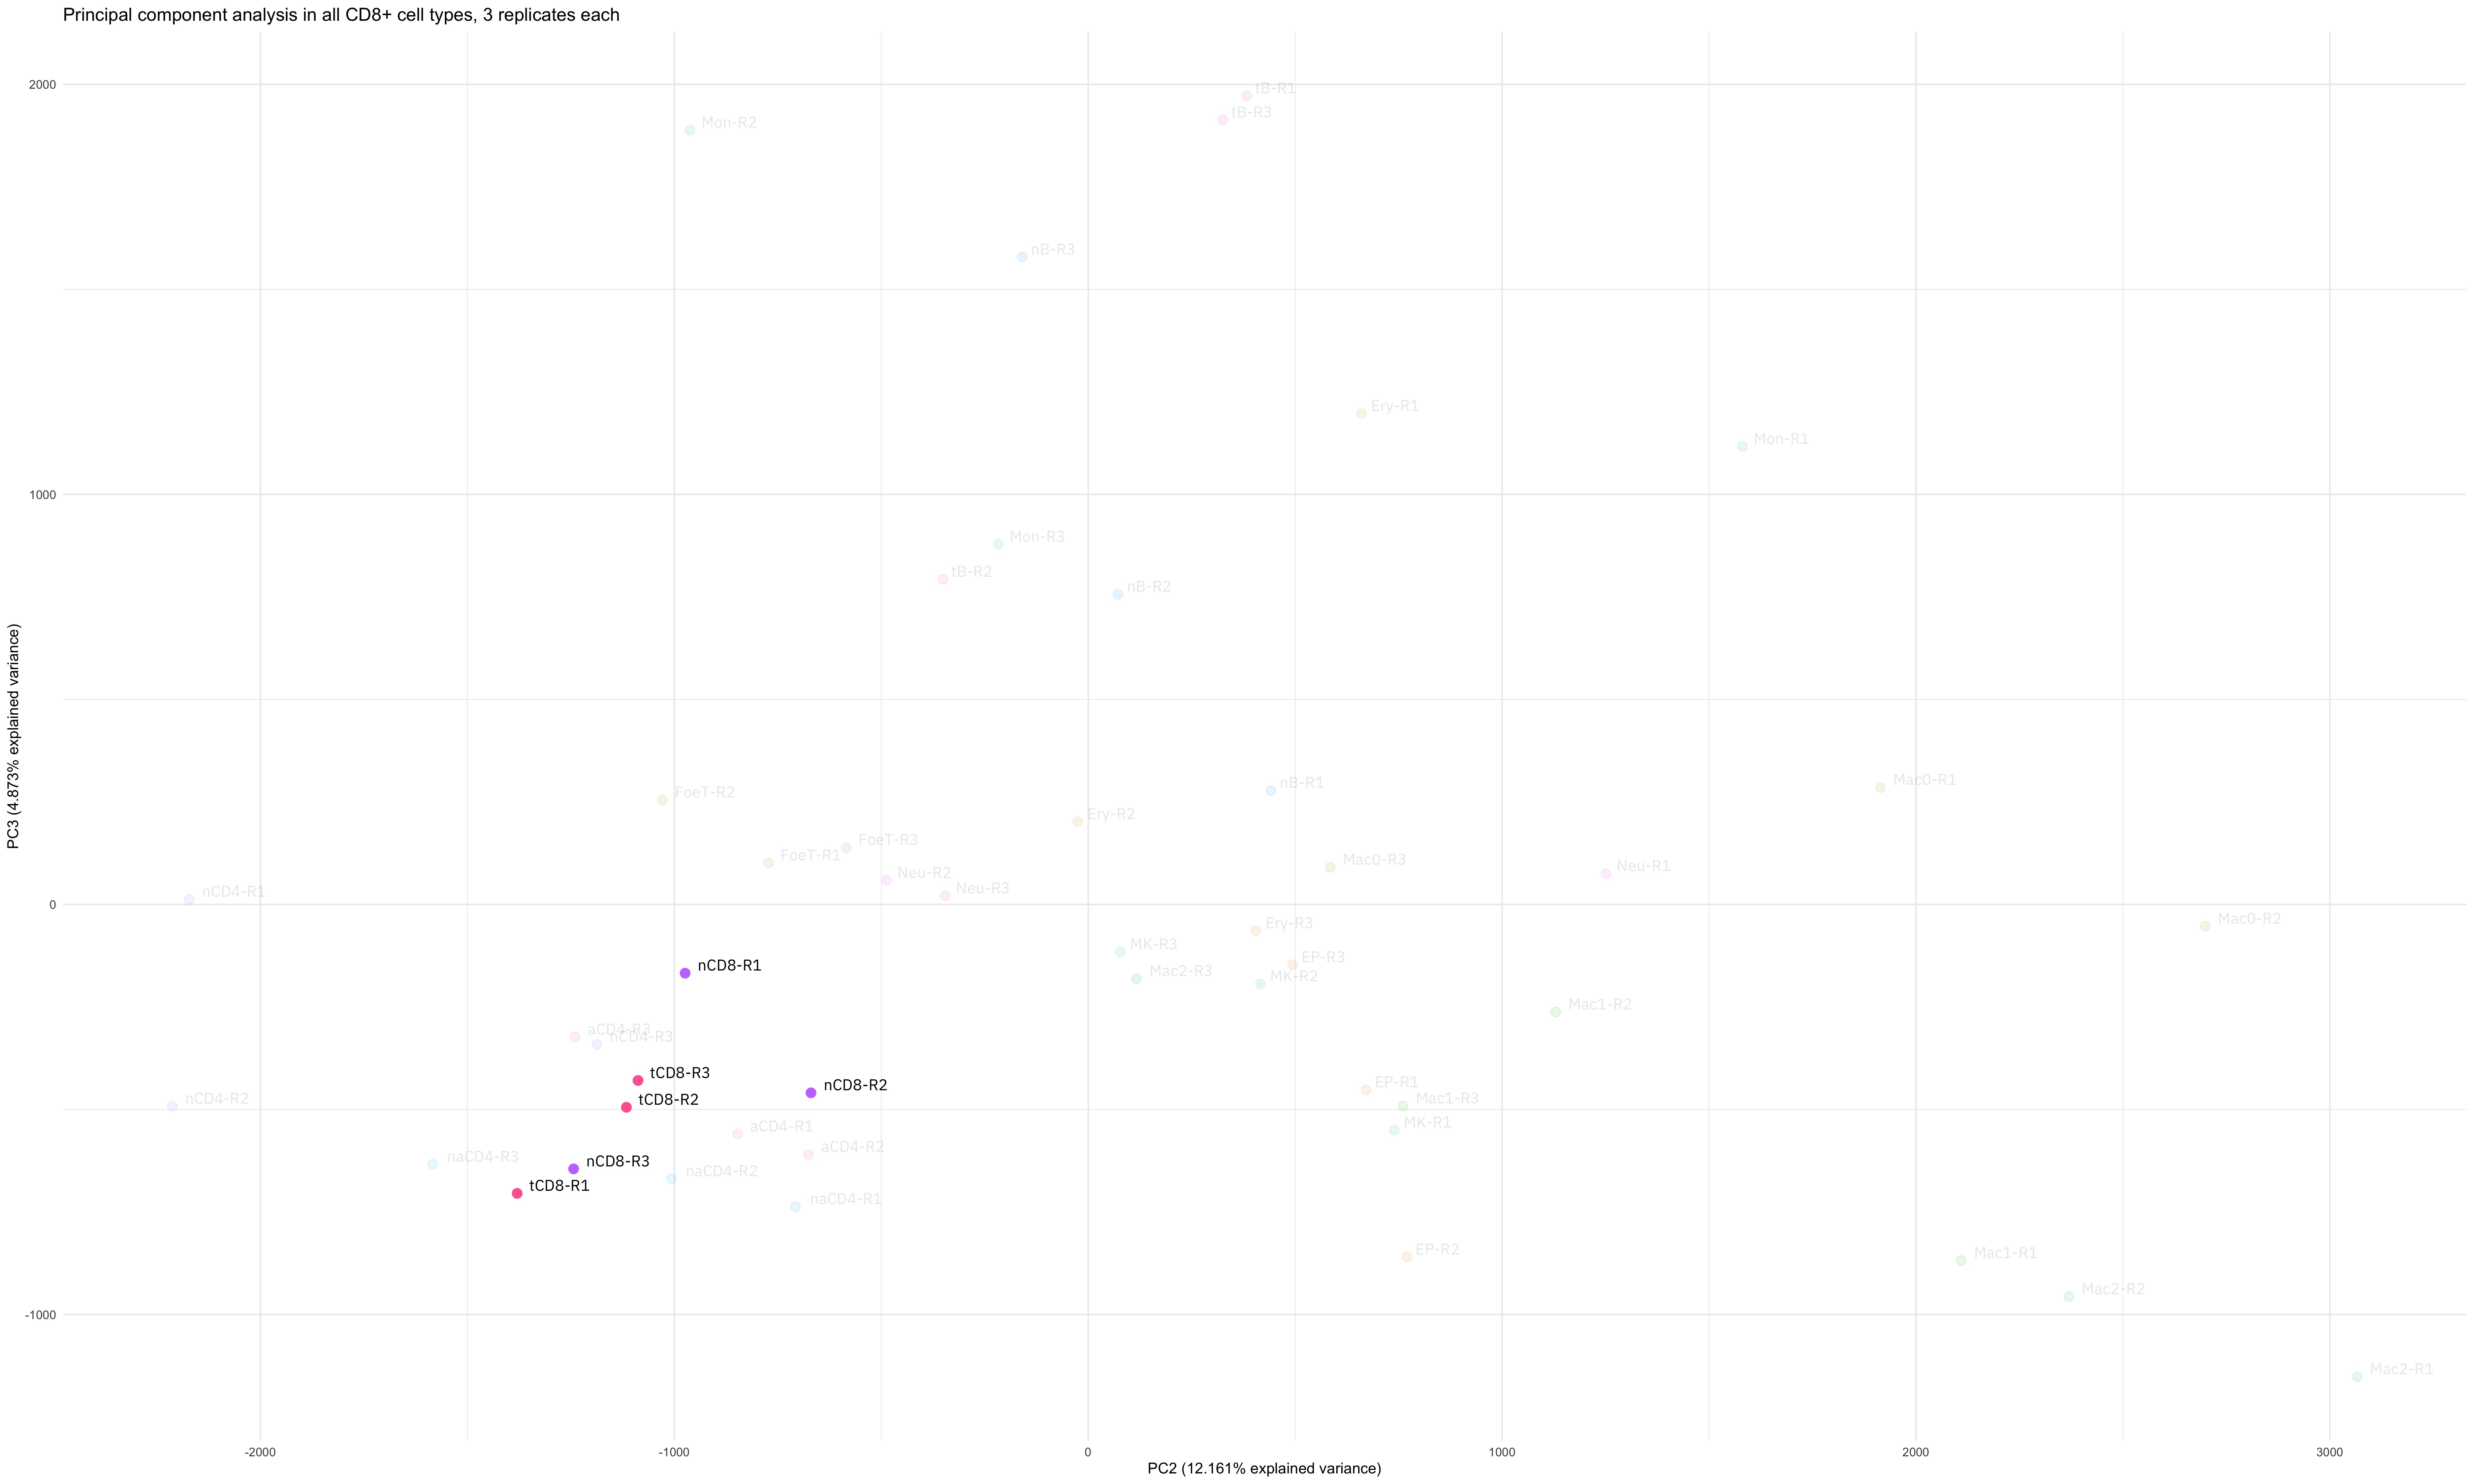 Principal component analysis in all CD8+ cell types, 3 replicates each
2000
tB-R1
tB-R3
Mon-R2
nB-R3
Ery-R1
Mon-R1
1000
Mon-R3
tB-R2
nB-R2
PC3 (4.873% explained variance)
nB-R1
Mac0-R1
FoeT-R2
Ery-R2
FoeT-R3
FoeT-R1
Mac0-R3
Neu-R2
Neu-R1
Neu-R3
nCD4-R1
0
Mac0-R2
Ery-R3
MK-R3
EP-R3
nCD8-R1
Mac2-R3
MK-R2
Mac1-R2
aCD4-R3
nCD4-R3
tCD8-R3
nCD8-R2
EP-R1
tCD8-R2
nCD4-R2
Mac1-R3
MK-R1
aCD4-R1
aCD4-R2
naCD4-R3
nCD8-R3
naCD4-R2
tCD8-R1
naCD4-R1
EP-R2
Mac1-R1
Mac2-R2
-1000
Mac2-R1
-2000 -1000 0 1000 2000 3000
PC2 (12.161% explained variance)